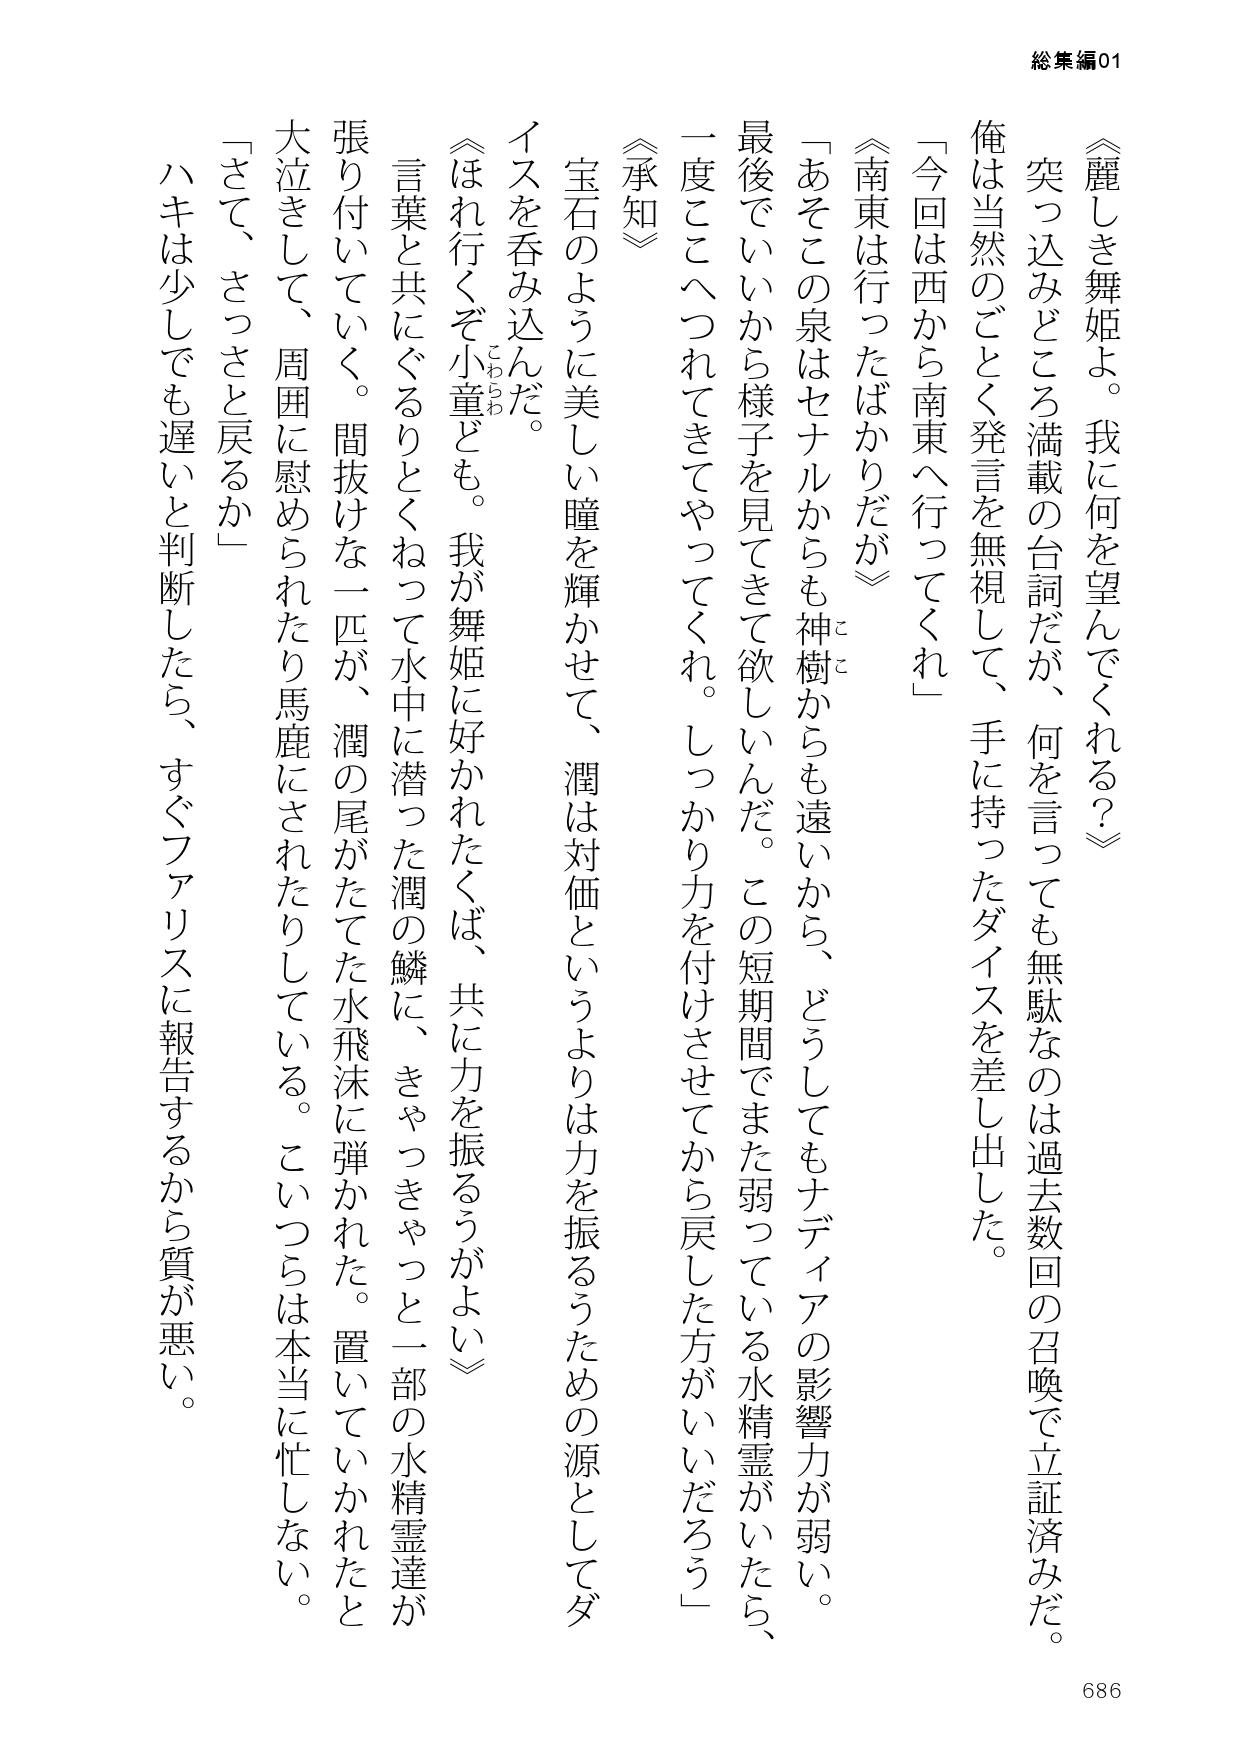 総集編01
《麗しき舞姫よ。我に何を望んでくれる？》
突っ込みどころ満載の台詞だが、何を言っても無駄なのは過去数回の召喚で立証済みだ。
俺は当然のごとく発言を無視して、手に持ったダイスを差し出した。
「今回は西から南東へ行ってくれ」
《南東は行ったばかりだが》
「あそこの泉はセナルからも神樹からも遠いから、どうしてもナディアの影響力が弱い。
ここ
最後でいいから様子を見てきて欲しいんだ。この短期間でまた弱っている水精霊がいたら、
一度ここへつれてきてやってくれ。しっかり力を付けさせてから戻した方がいいだろう」
《承知》
宝石のように美しい瞳を輝かせて、潤は対価というよりは力を振るうための源としてダ
イスを呑み込んだ。
《ほれ行くぞ小童ども。我が舞姫に好かれたくば、共に力を振るうがよい》
こわらわ
言葉と共にぐるりとくねって水中に潜った潤の鱗に、きゃっきゃっと一部の水精霊達が
張り付いていく。間抜けな一匹が、潤の尾がたてた水飛沫に弾かれた。置いていかれたと
大泣きして、周囲に慰められたり馬鹿にされたりしている。こいつらは本当に忙しない。
「さて、さっさと戻るか」
ハキは少しでも遅いと判断したら、すぐファリスに報告するから質が悪い。
686